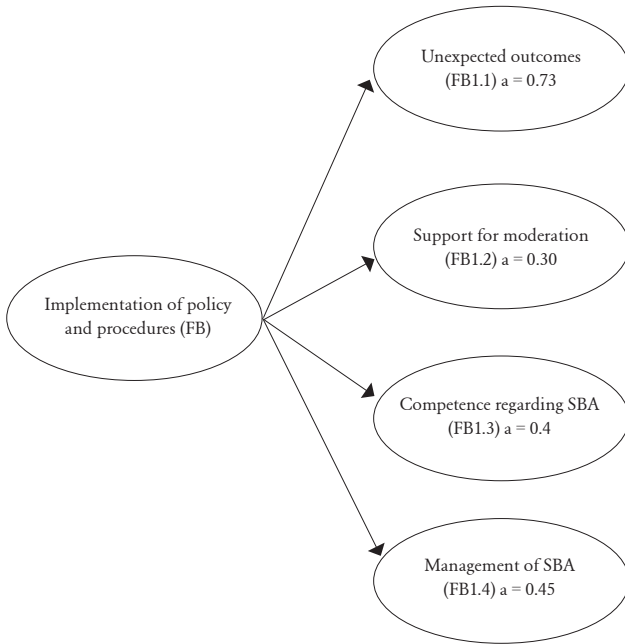 Unexpected outcomes
(FB1.1) a = 0.73
Support for moderation
(FB1.2) a = 0.30
Implementation of policy
and procedures (FB)
Competence regarding SBA
(FB1.3) a = 0.4
Management of SBA
(FB1.4) a = 0.45